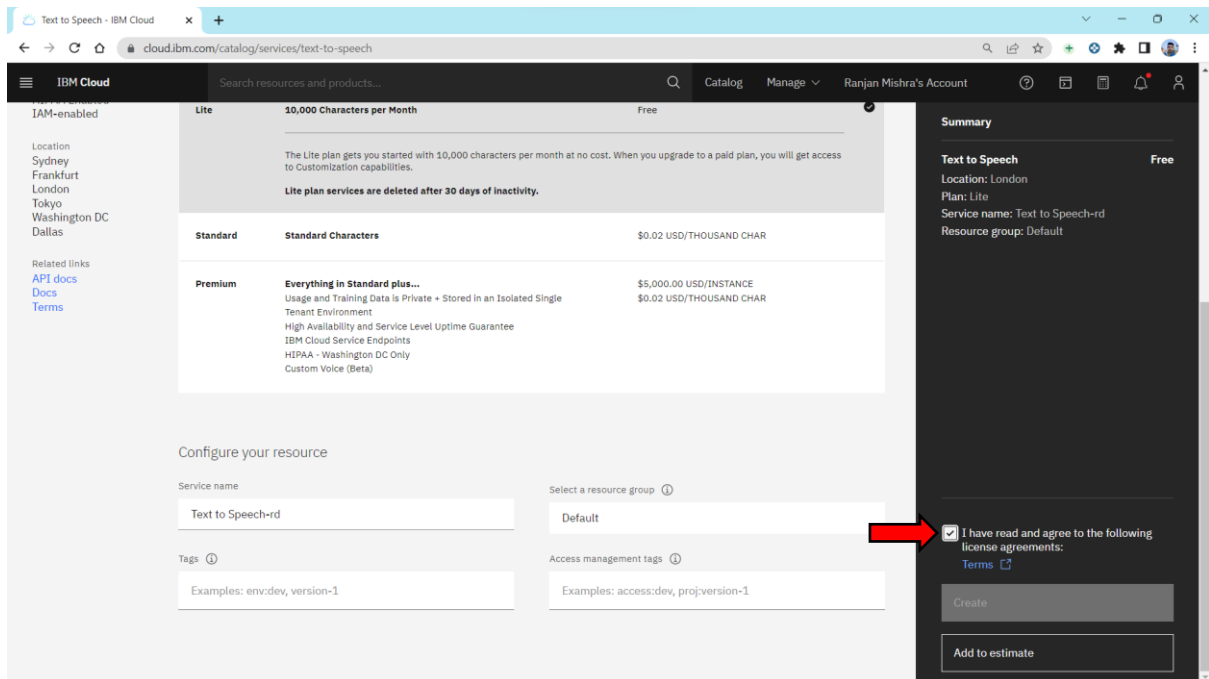 Text to Speech - IBM Cloud
cloud.ibm.com/catalog/services/text-to-speech
IBM Cloud
Search resources and products...
Catalog
Manage
Ranjan Mishra's Account
IAM-enabled
Location
Sydney
Frankfurt
London
Tokyo
Washington DC
Dallas
Related links
API docs
Docs
Terms
Lite 10,000 Characters per Month Free
The Lite plan gets you started with 10,000 characters per month at no cost. When you upgrade to a paid plan, you will get access
to Customization capabilities.
Lite plan services are deleted after 30 days of inactivity.
Standard Standard Characters $0.02 USD/THOUSAND CHAR
Premium Everything in Standard plus... $5,000.00 USD/INSTANCE
Usage and Training Data is Private + Stored in an Isolated Single $0.02 USD/THOUSAND CHAR
Tenant Environment
High Availability and Service Level Uptime Guarantee
IBM Cloud Service Endpoints
HIPAA - Washington DC Only
Custom Voice (Beta)
Configure your resource
Service name
Text to Speech-rd
Select a resource group
Default
Tags
Examples: env:dev, version-1
Access management tags
Examples: access:dev, proj:version-1
Summary
Text to Speech Free
Location: London
Plan: Lite
Service name: Text to Speech-rd
Resource group: Default
I have read and agree to the following
license agreements:
Terms
Create
Add to estimate